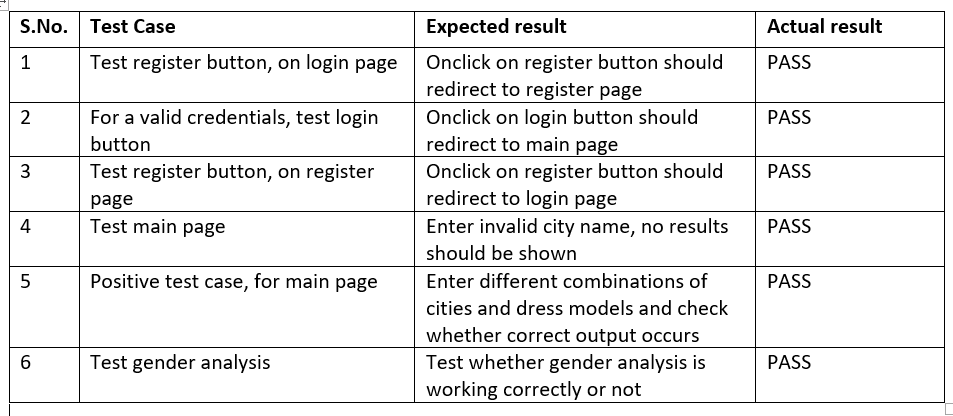 S.No. Test Case Expected result Actual result
1 Test register button, on login page Onclick on register button should PASS
redirect to register page
2 For a valid credentials, test login Onclick on login button should PASS
button redirect to main page
3 Test register button, on register Onclick on register button should PASS
page redirect to login page
4 Test main page Enter invalid city name, no results PASS
should be shown
5 Positive test case, for main page Enter different combinations of PASS
cities and dress models and check
whether correct output occurs
6 Test gender analysis Test whether gender analysis is PASS
working correctly or not